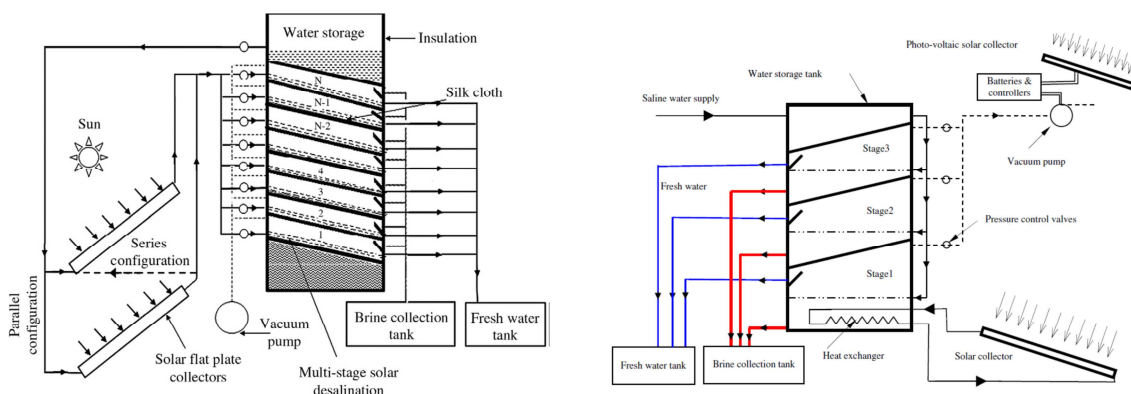 Water storage
Insulation
N
N-1
N-2
Silk cloth
4
3
2
1
Sun
Series
configuration
Parallel
configuration
Solar flat plate
collectors
Vacuum
pump
Multi-stage solar
desalination
Brine collection
tank
Fresh water
tank
Photo-voltaic solar collector
Water storage tank
Batteries &
controllers
Saline water supply
Vacuum pump
Stage3
Fresh water
Stage2
Pressure control valves
Stage1
Heat exchanger
Solar collector
Fresh water tank
Brine collection tank